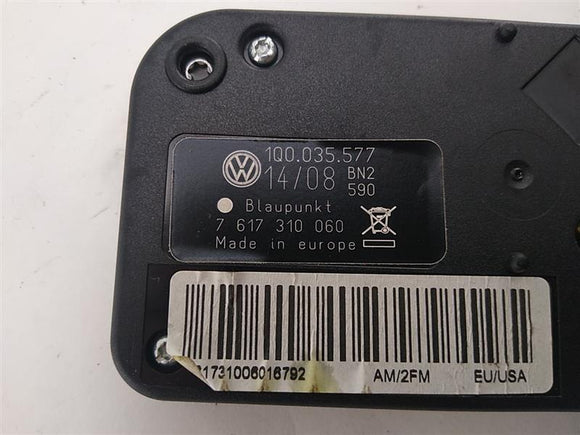 1Q0.035.577
14/08 BN2
590
Blaupunkt
7 617 310 060
Made in europe
1731006016792 AM/2FM EU/USA